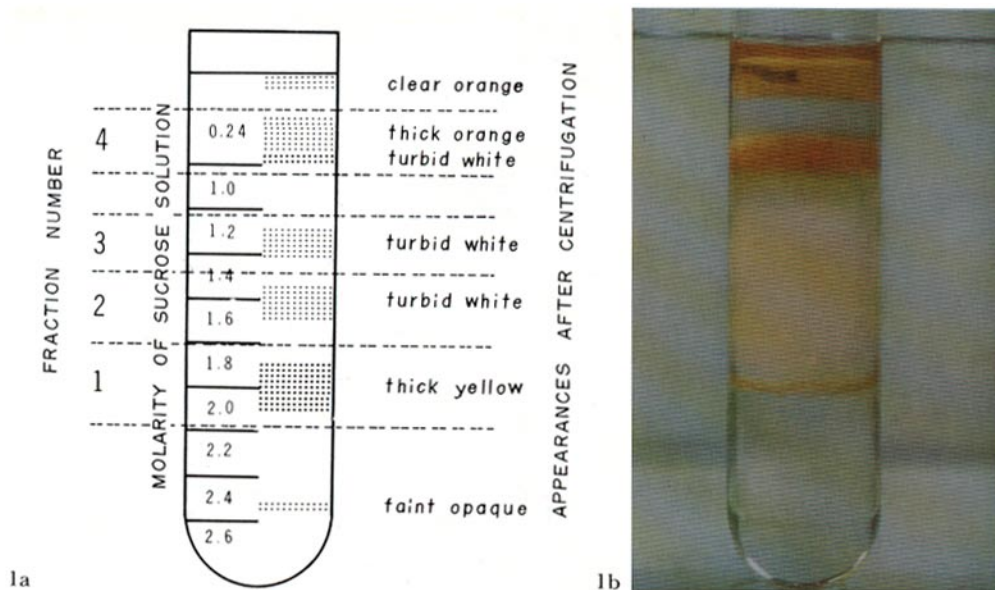 FRACTION NUMBER
MOLARITY OF SUCROSE SOLUTION
APPEARANCES AFTER CENTRIFUGATION
clear orange
4 0.24 thick orange
turbid white
1.0
3 1.2 turbid white
1.4
2 turbid white
1.6
1 1.8 thick yellow
2.0
2.2
2.4 faint opaque
2.6
1a
1b